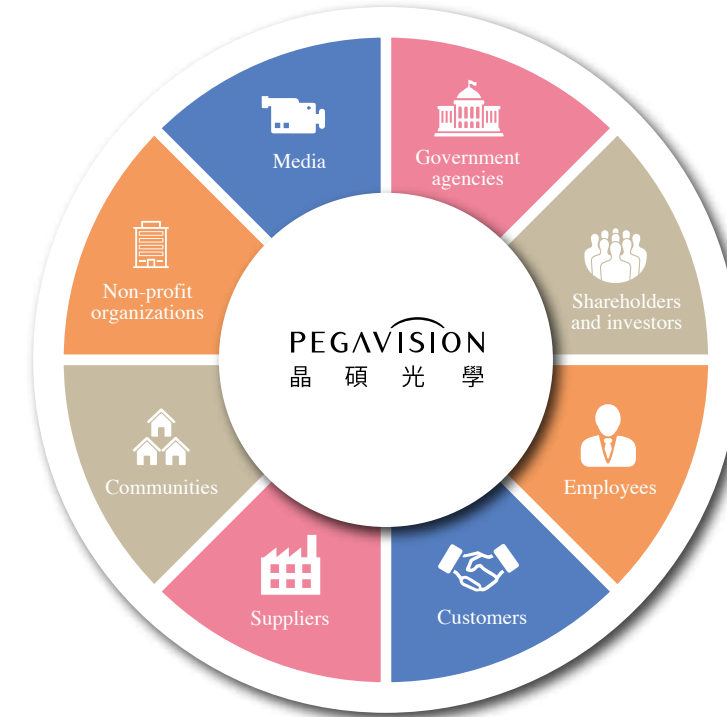 Media
Government
agencies
Non-profit
organizations
Shareholders
and investors
PEGAVISION
晶碩光學
Communities
Employees
Suppliers
Customers